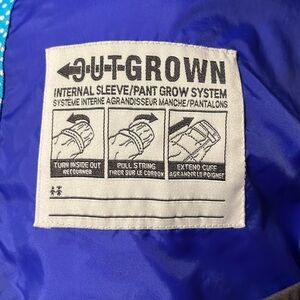 OUTGROWN
INTERNAL SLEEVE/PANT GROW SYSTEM
SYSTÈME INTERNE AGRANDISSEUR MANCHE/PANTALONS
TURN INSIDE OUT
RETOURNER
PULL STRING
TIRER SUR LE CORDON
EXTEND CUFF
AGRANDIR LE POIGNET